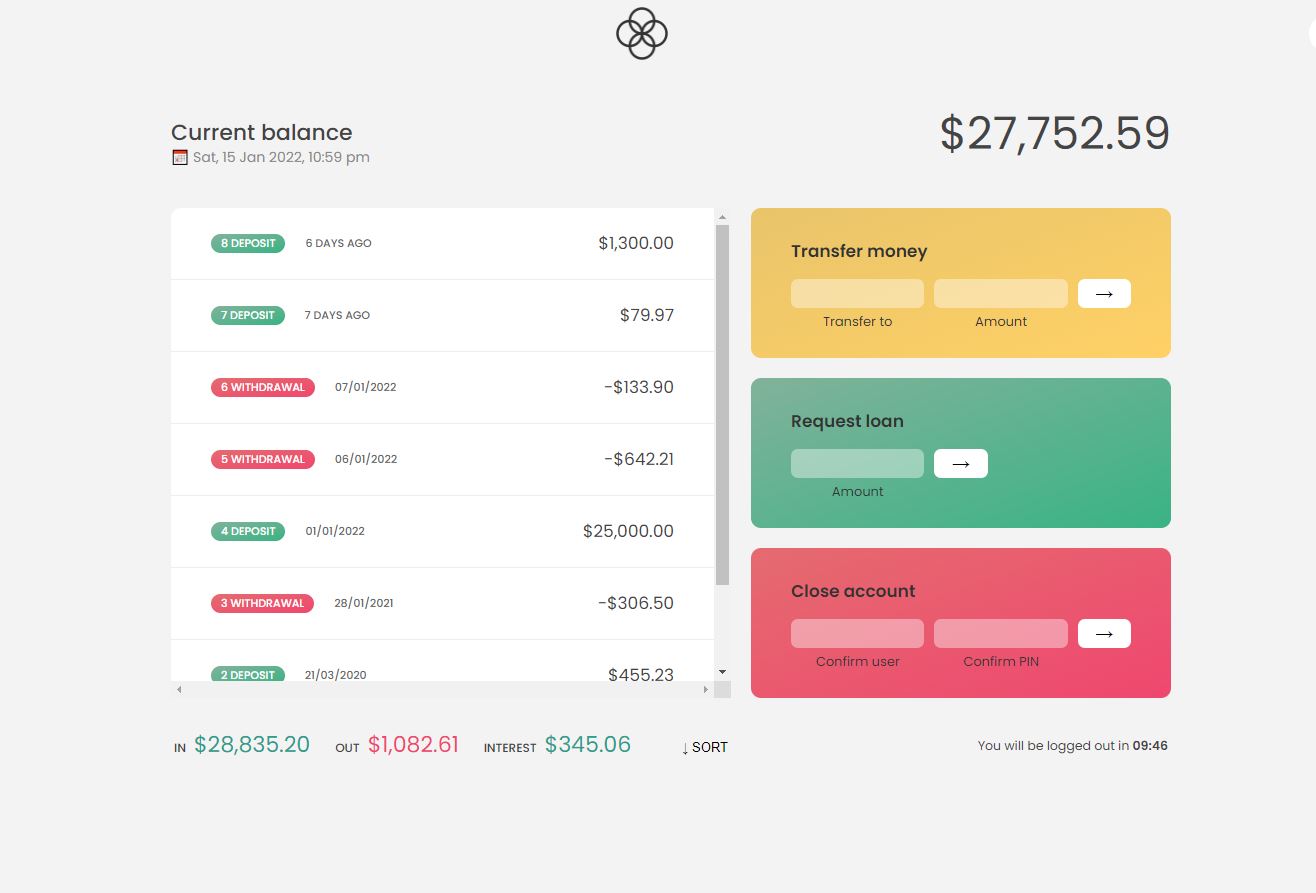 Current balance
Sat, 15 Jan 2022, 10:59 pm
$27,752.59
8 DEPOSIT 6 DAYS AGO $1,300.00
7 DEPOSIT 7 DAYS AGO $79.97
6 WITHDRAWAL 07/01/2022 -$133.90
5 WITHDRAWAL 06/01/2022 -$642.21
4 DEPOSIT 01/01/2022 $25,000.00
3 WITHDRAWAL 28/01/2021 -$306.50
2 DEPOSIT 21/03/2020 $455.23
Transfer money
→
Transfer to Amount
Request loan
→
Amount
Close account
→
Confirm user Confirm PIN
IN $28,835.20 OUT $1,082.61 INTEREST $345.06 ↓ SORT
You will be logged out in 09:46